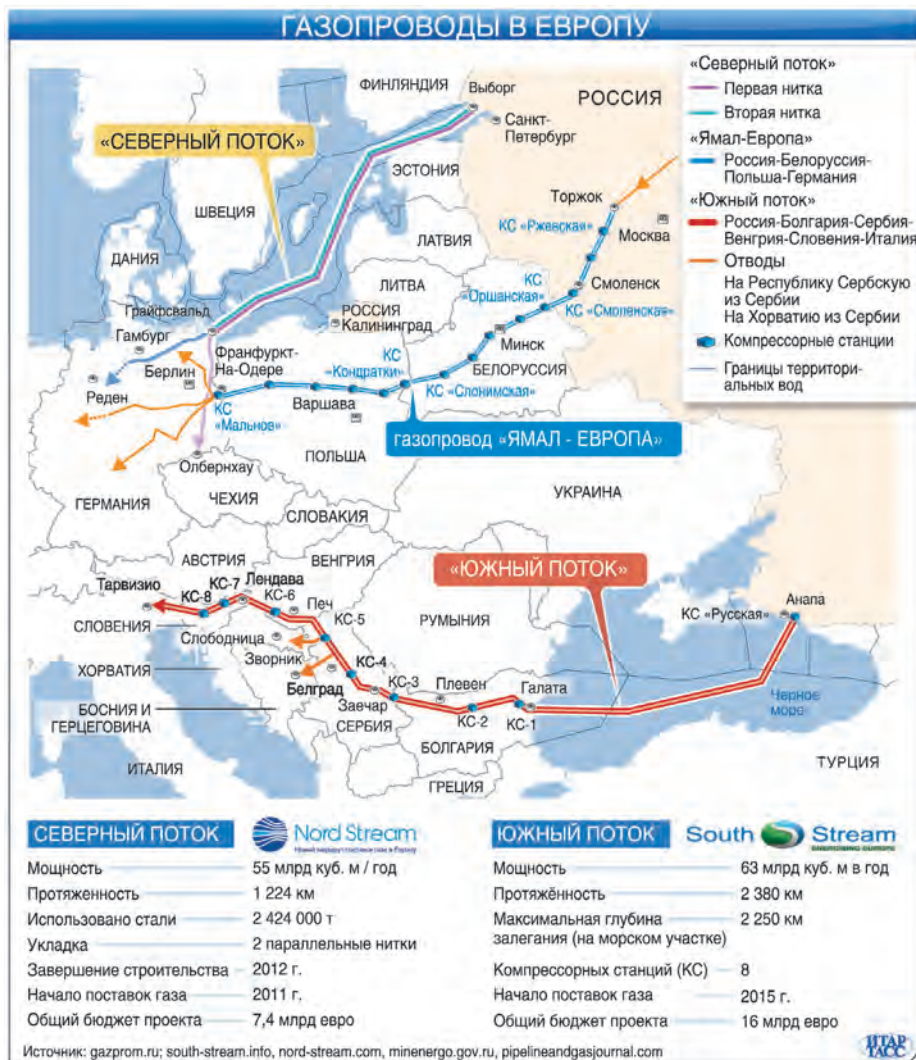 ГАЗОПРОВОДЫ В ЕВРОПУ
«Северный поток»
Первая нитка
Вторая нитка
«Ямал-Европа»
Россия-Белоруссия-
Польша-Германия
«Южный поток»
Россия-Болгария-Сербия-
Венгрия-Словения-Италия
Отводы
На Республику Сербскую
из Сербии
На Хорватию из Сербии
Компрессорные станции
Границы территори-
альных вод
ФИНЛЯНДИЯ
Выборг
РОССИЯ
Санкт-
Петербург
«СЕВЕРНЫЙ ПОТОК»
ЭСТОНИЯ
Торжок
ШВЕЦИЯ
КС «Ржевская»
Москва
ЛАТВИЯ
ДАНИЯ
ЛИТВА
КС
«Оршанская»
Смоленск
КС «Смоленская»
Грайфсвальд
РОССИЯ
Калининград
Гамбург
Минск
Франфуркт-
На-Одере
КС
«Кондратки»
БЕЛОРУССИЯ
Берлин
Реден
КС «Слонимская»
Варшава
КС
«Мальнов»
газопровод «ЯМАЛ - ЕВРОПА»
ПОЛЬША
Олбернхау
ГЕРМАНИЯ
ЧЕХИЯ
УКРАИНА
СЛОВАКИЯ
АВСТРИЯ
ВЕНГРИЯ
«ЮЖНЫЙ ПОТОК»
Тарвизио
КС-8
КС-7
Лендава
КС-6
Печ
КС-5
РУМЫНИЯ
КС «Русская»
Анапа
СЛОВЕНИЯ
Слободница
ХОРВАТИЯ
Зворник
КС-4
Белград
КС-3
Плевен
Галата
Черное
море
Заечар
БОСНИЯ И
ГЕРЦЕГОВИНА
СЕРБИЯ
КС-2
КС-1
БОЛГАРИЯ
ИТАЛИЯ
ТУРЦИЯ
ГРЕЦИЯ
СЕВЕРНЫЙ ПОТОК
Nord Stream
Мощность 55 млрд куб. м / год
Протяженность 1 224 км
Использовано стали 2 424 000 т
Укладка 2 параллельные нитки
Завершение строительства 2012 г.
Начало поставок газа 2011 г.
Общий бюджет проекта 7,4 млрд евро
ЮЖНЫЙ ПОТОК
South Stream
ENERGISING EUROPE
Мощность 63 млрд куб. м в год
Протяжённость 2 380 км
Максимальная глубина 2 250 км
залегания (на морском участке)
Компрессорных станций (КС) 8
Начало поставок газа 2015 г.
Общий бюджет проекта 16 млрд евро
Источник: gazprom.ru; south-stream.info, nord-stream.com, minenergo.gov.ru, pipelineandgasjournal.com
ИТАР
ТАСС